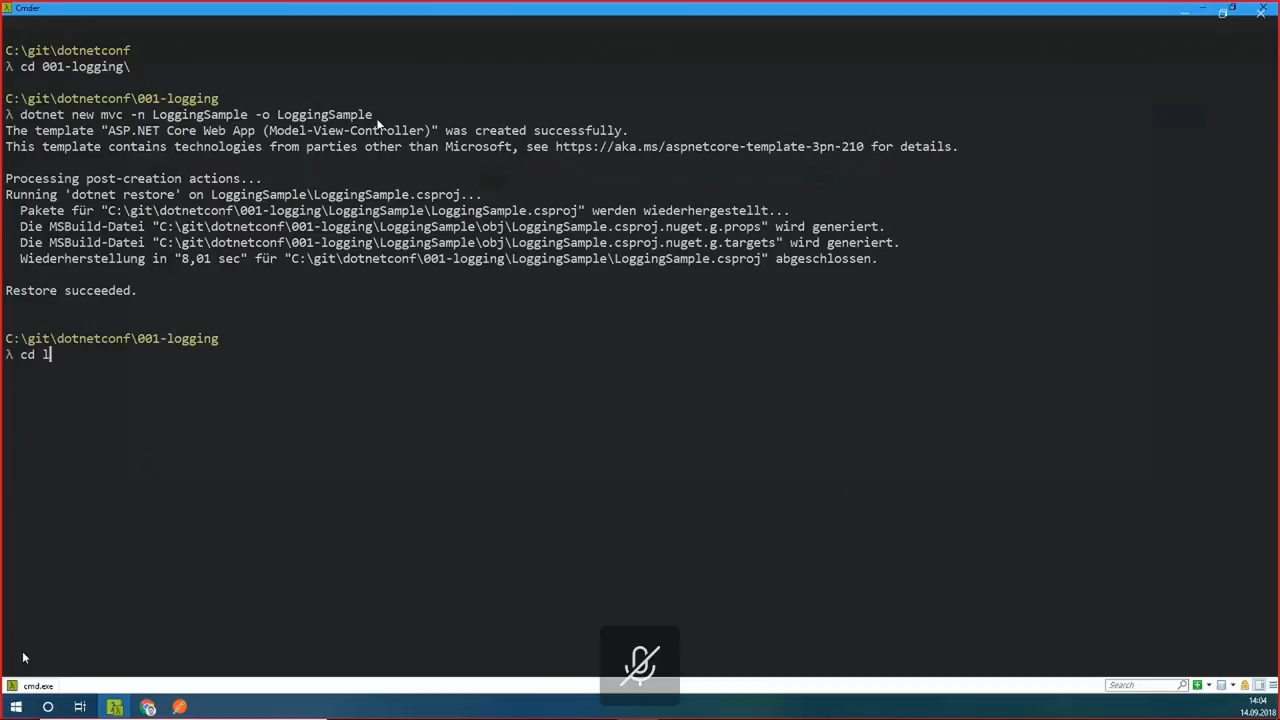 Cmder
C:\git\dotnetconf
λ cd 001-logging\
C:\git\dotnetconf\001-logging
λ dotnet new mvc -n LoggingSample -o LoggingSample
The template "ASP.NET Core Web App (Model-View-Controller)" was created successfully.
This template contains technologies from parties other than Microsoft, see https://aka.ms/aspnetcore-template-3pn-210 for details.
Processing post-creation actions...
Running 'dotnet restore' on LoggingSample\LoggingSample.csproj...
Pakete für "C:\git\dotnetconf\001-logging\LoggingSample\LoggingSample.csproj" werden wiederhergestellt...
Die MSBuild-Datei "C:\git\dotnetconf\001-logging\LoggingSample\obj\LoggingSample.csproj.nuget.g.props" wird generiert.
Die MSBuild-Datei "C:\git\dotnetconf\001-logging\LoggingSample\obj\LoggingSample.csproj.nuget.g.targets" wird generiert.
Wiederherstellung in "8,01 sec" für "C:\git\dotnetconf\001-logging\LoggingSample\LoggingSample.csproj" abgeschlossen.
Restore succeeded.
C:\git\dotnetconf\001-logging
λ cd l
cmd.exe
Search
14:04
14.09.2018